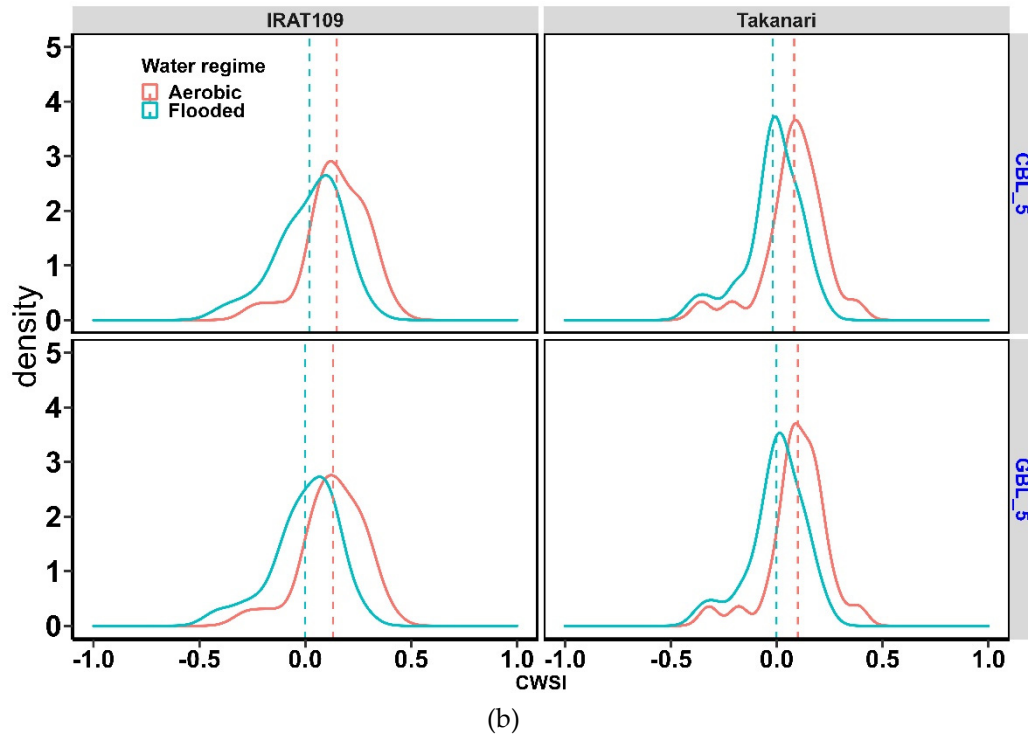 IRAT109
Takanari
5
4
3
2
1
0
Water regime
Aerobic
Flooded
CBL_5
density
5
4
3
2
1
0
GBL_5
-1.0 -0.5 0.0 0.5 1.0
-1.0 -0.5 0.0 0.5 1.0
CWSI
(b)